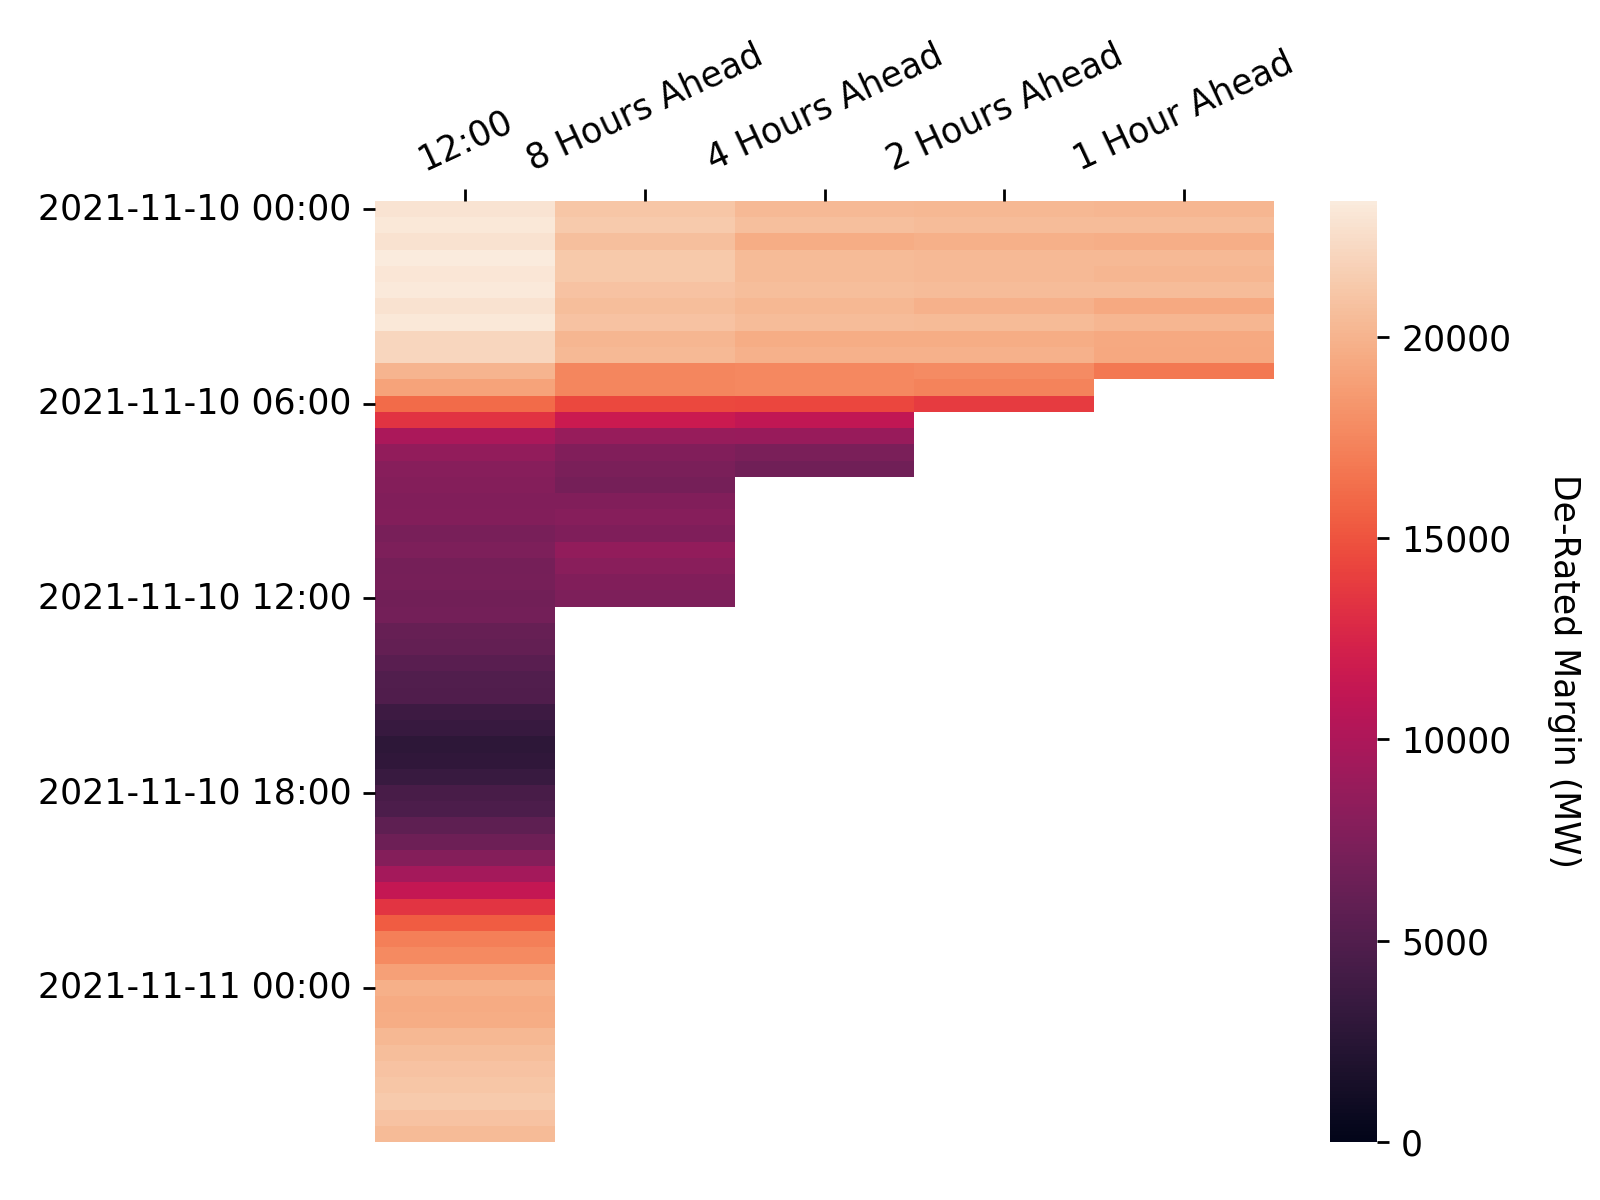 12:00
8 Hours Ahead
4 Hours Ahead
2 Hours Ahead
1 Hour Ahead
2021-11-10 00:00
2021-11-10 06:00
2021-11-10 12:00
2021-11-10 18:00
2021-11-11 00:00
20000
15000
10000
5000
0
De-Rated Margin (MW)